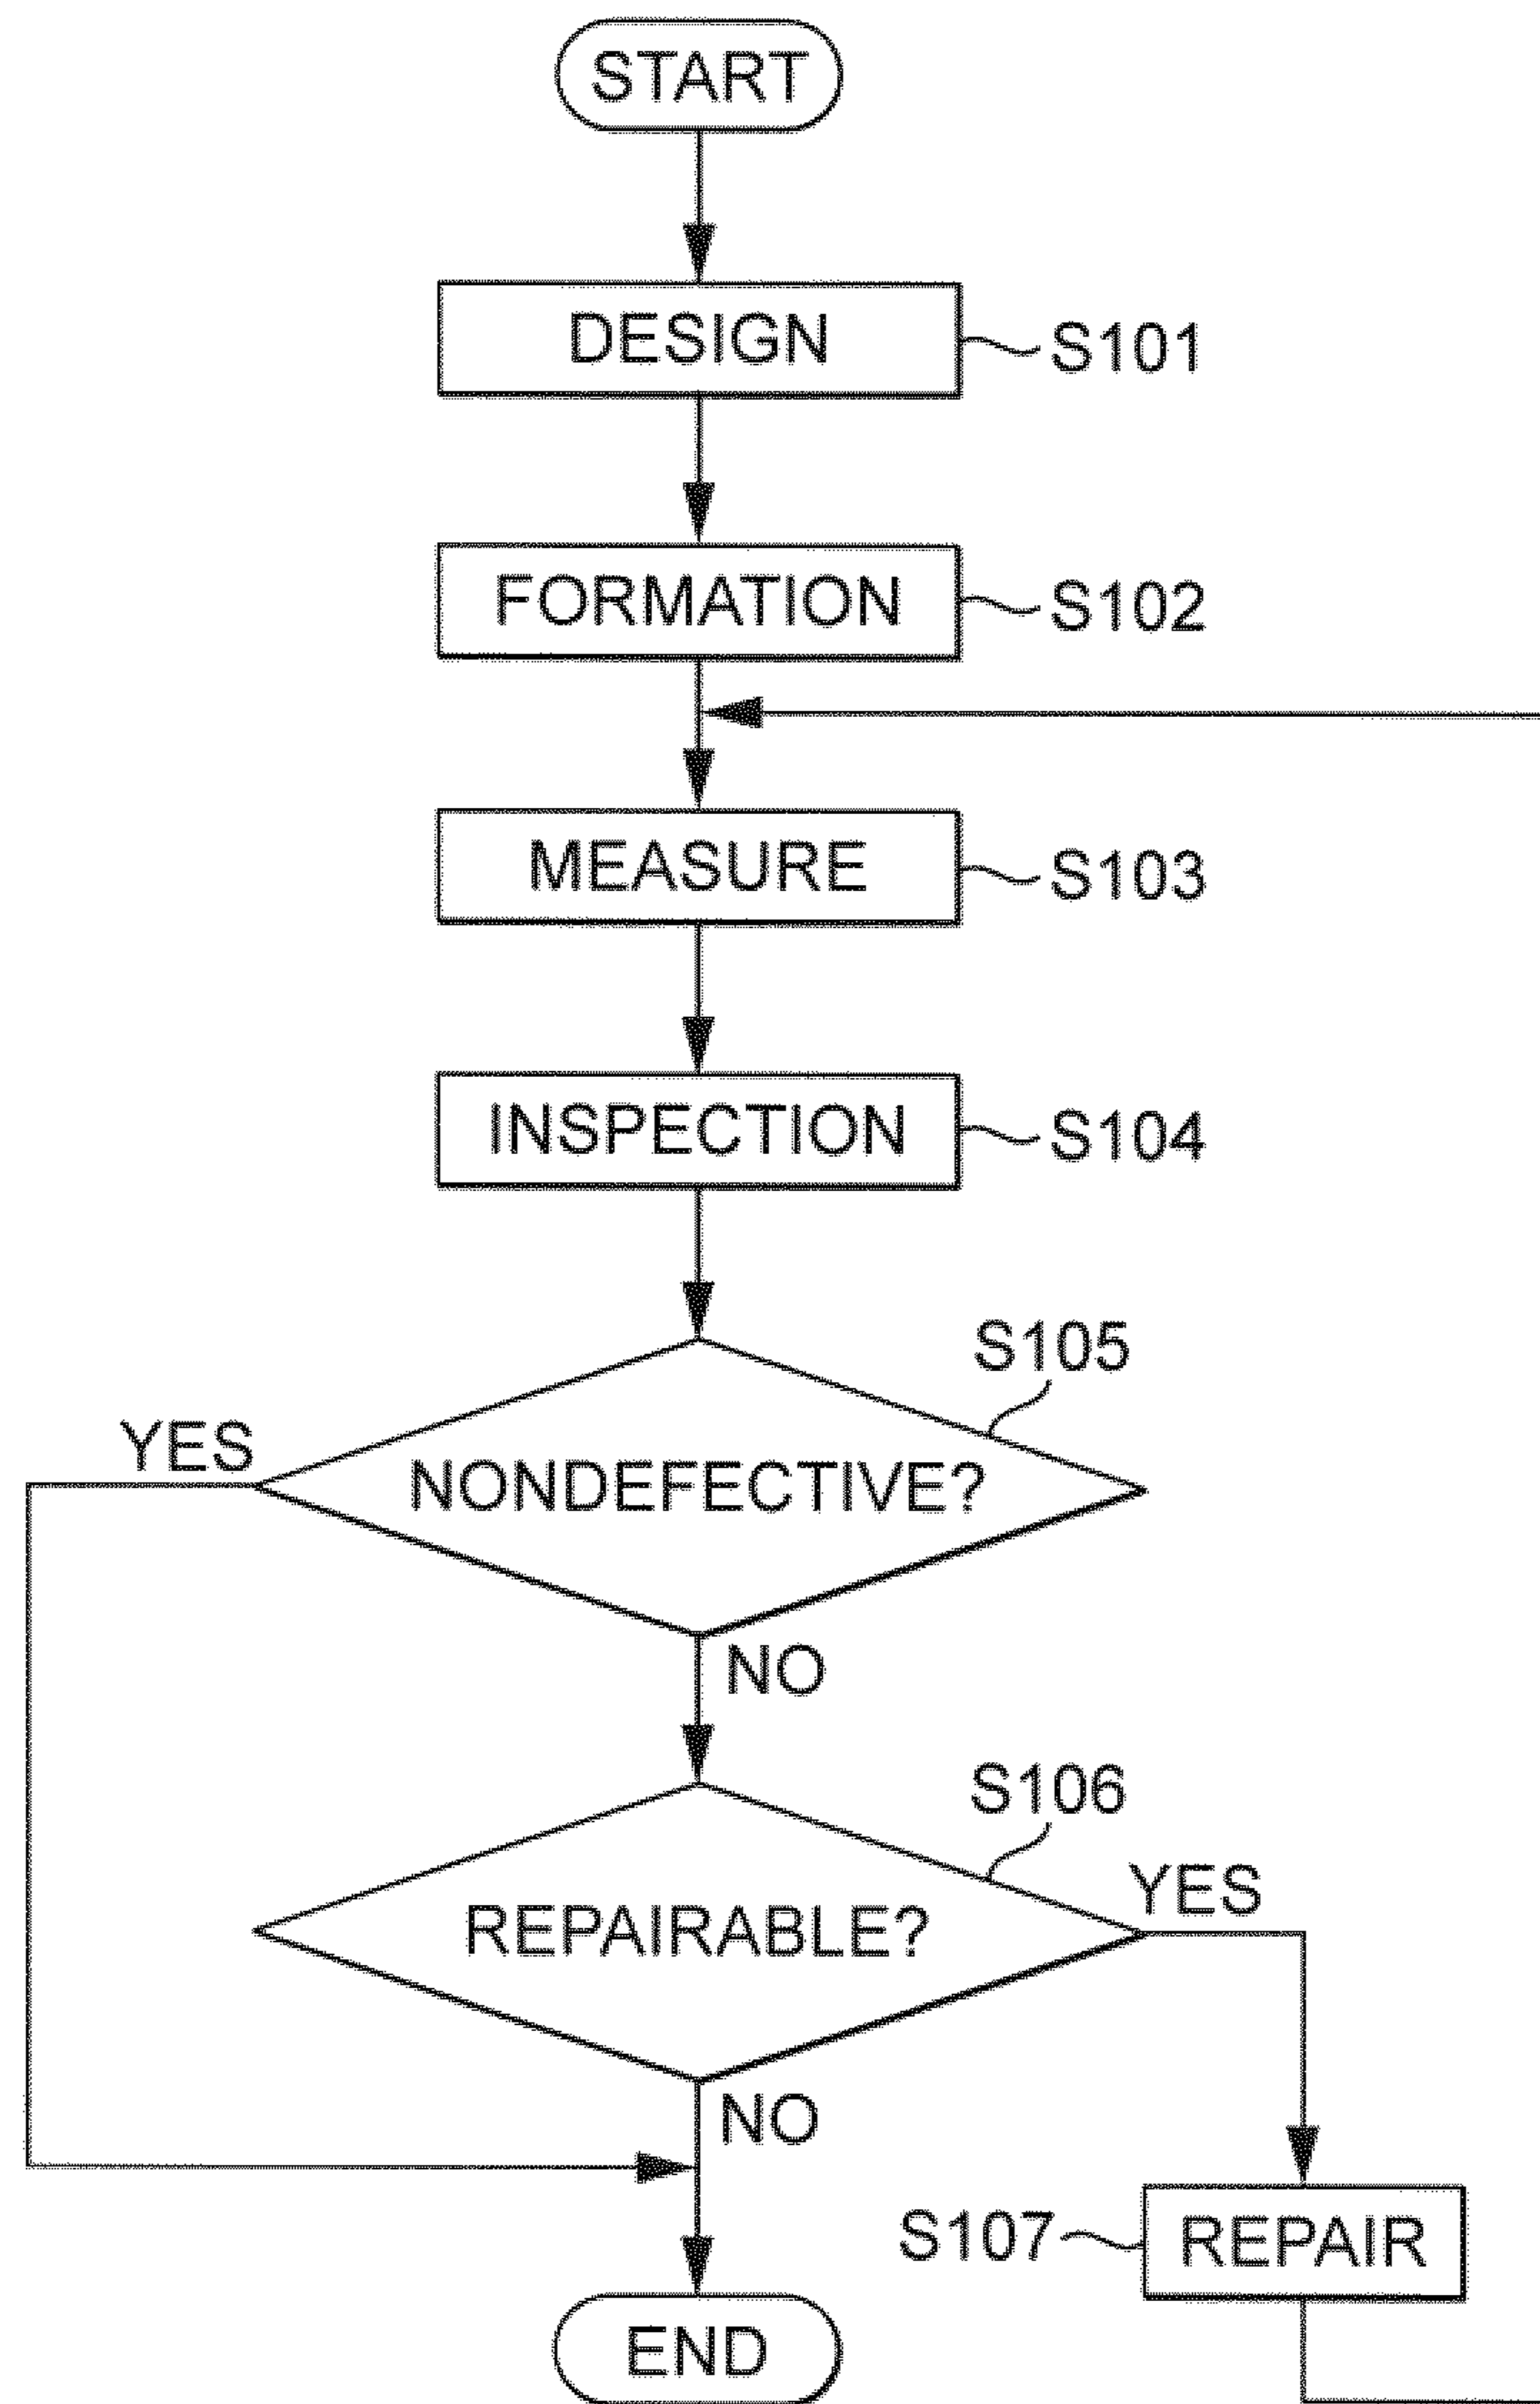 START
DESIGN S101
FORMATION S102
MEASURE S103
INSPECTION S104
S105
YES
NONDEFECTIVE?
NO
S106
YES
REPAIRABLE?
NO
S107 REPAIR
END